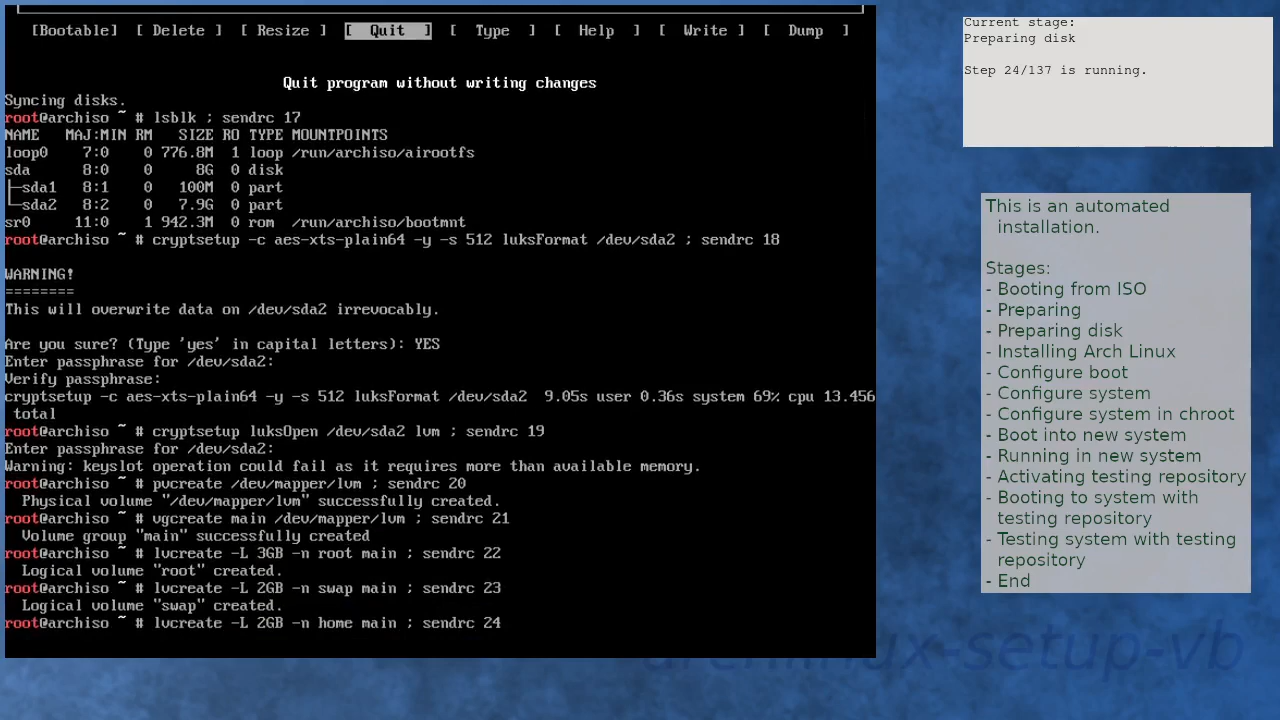 [Bootable] [ Delete ] [ Resize ] [ Quit ] [ Type ] [ Help ] [ Write ] [ Dump ]
Quit program without writing changes
Syncing disks.
root@archiso ~ # lsblk ; sendrc 17
NAME   MAJ:MIN RM   SIZE RO TYPE MOUNTPOINTS
loop0    7:0    0 776.8M  1 loop /run/archiso/airootfs
sda      8:0    0     8G  0 disk
├─sda1   8:1    0   100M  0 part
└─sda2   8:2    0   7.9G  0 part
sr0     11:0    1 942.3M  0 rom  /run/archiso/bootmnt
root@archiso ~ # cryptsetup -c aes-xts-plain64 -y -s 512 luksFormat /dev/sda2 ; sendrc 18
WARNING!
========
This will overwrite data on /dev/sda2 irrevocably.
Are you sure? (Type 'yes' in capital letters): YES
Enter passphrase for /dev/sda2:
Verify passphrase:
cryptsetup -c aes-xts-plain64 -y -s 512 luksFormat /dev/sda2  9.05s user 0.36s system 69% cpu 13.456
total
root@archiso ~ # cryptsetup luksOpen /dev/sda2 lvm ; sendrc 19
Enter passphrase for /dev/sda2:
Warning: keyslot operation could fail as it requires more than available memory.
root@archiso ~ # pvcreate /dev/mapper/lvm ; sendrc 20
Physical volume "/dev/mapper/lvm" successfully created.
root@archiso ~ # vgcreate main /dev/mapper/lvm ; sendrc 21
Volume group "main" successfully created
root@archiso ~ # lvcreate -L 3GB -n root main ; sendrc 22
Logical volume "root" created.
root@archiso ~ # lvcreate -L 2GB -n swap main ; sendrc 23
Logical volume "swap" created.
root@archiso ~ # lvcreate -L 2GB -n home main ; sendrc 24
Current stage:
Preparing disk
Step 24/137 is running.
This is an automated
installation.
Stages:
- Booting from ISO
- Preparing
- Preparing disk
- Installing Arch Linux
- Configure boot
- Configure system
- Configure system in chroot
- Boot into new system
- Running in new system
- Activating testing repository
- Booting to system with
testing repository
- Testing system with testing
repository
- End
archlinux-setup-vb